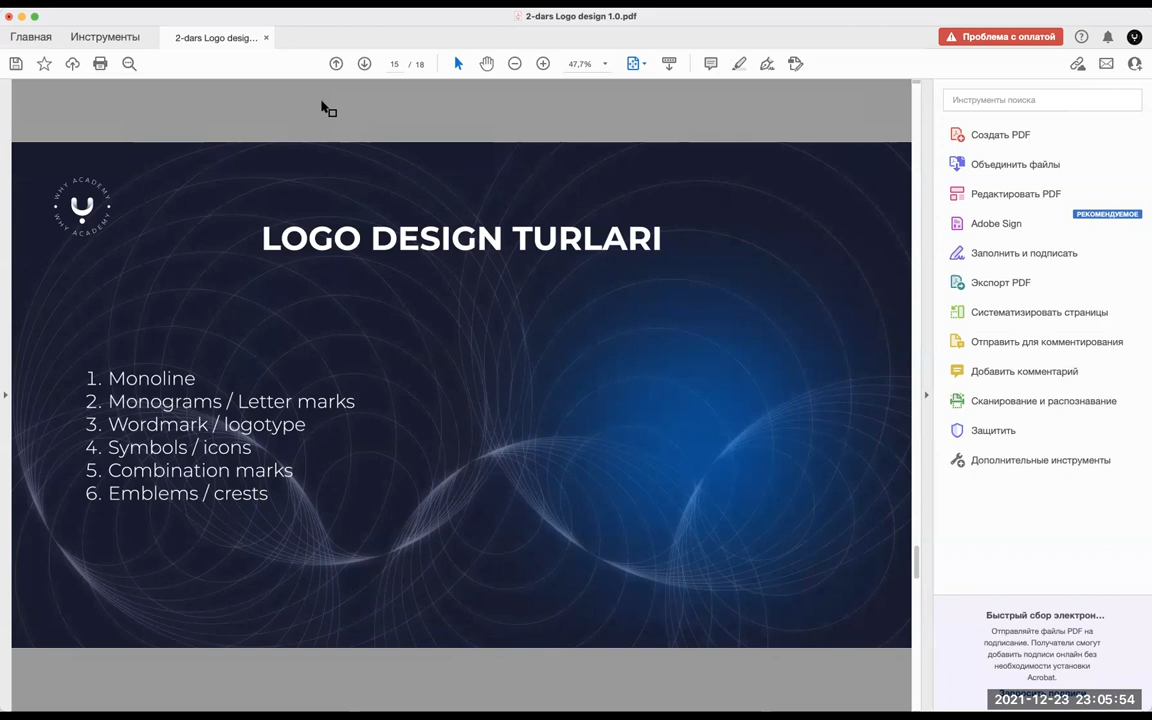 2-dars Logo design 1.0.pdf
Главная
Инструменты
2-dars Logo desig... ×
Проблема с оплатой
15 / 18
47,7%
Инструменты поиска
Создать PDF
Объединить файлы
Редактировать PDF
РЕКОМЕНДУЕМОЕ
Adobe Sign
Заполнить и подписать
Экспорт PDF
Систематизировать страницы
Отправить для комментирования
Добавить комментарий
Сканирование и распознавание
Защитить
Дополнительные инструменты
WHY ACADEMY
WHY ACADEMY
LOGO DESIGN TURLARI
1. Monoline
2. Monograms / Letter marks
3. Wordmark / logotype
4. Symbols / icons
5. Combination marks
6. Emblems / crests
Быстрый сбор электрон...
Отправляйте файлы PDF на
подписание. Получатели смогут
добавить подписи онлайн без
необходимости установки
Acrobat.
Запросить подписи
2021-12-23 23:05:54